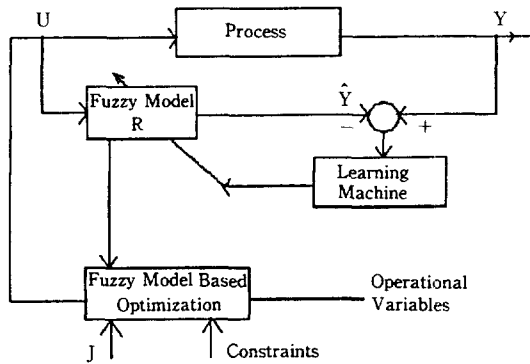 U
Process
Y
Fuzzy Model
R
Ŷ
−
+
Learning
Machine
Fuzzy Model Based
Optimization
Operational
Variables
J
Constraints